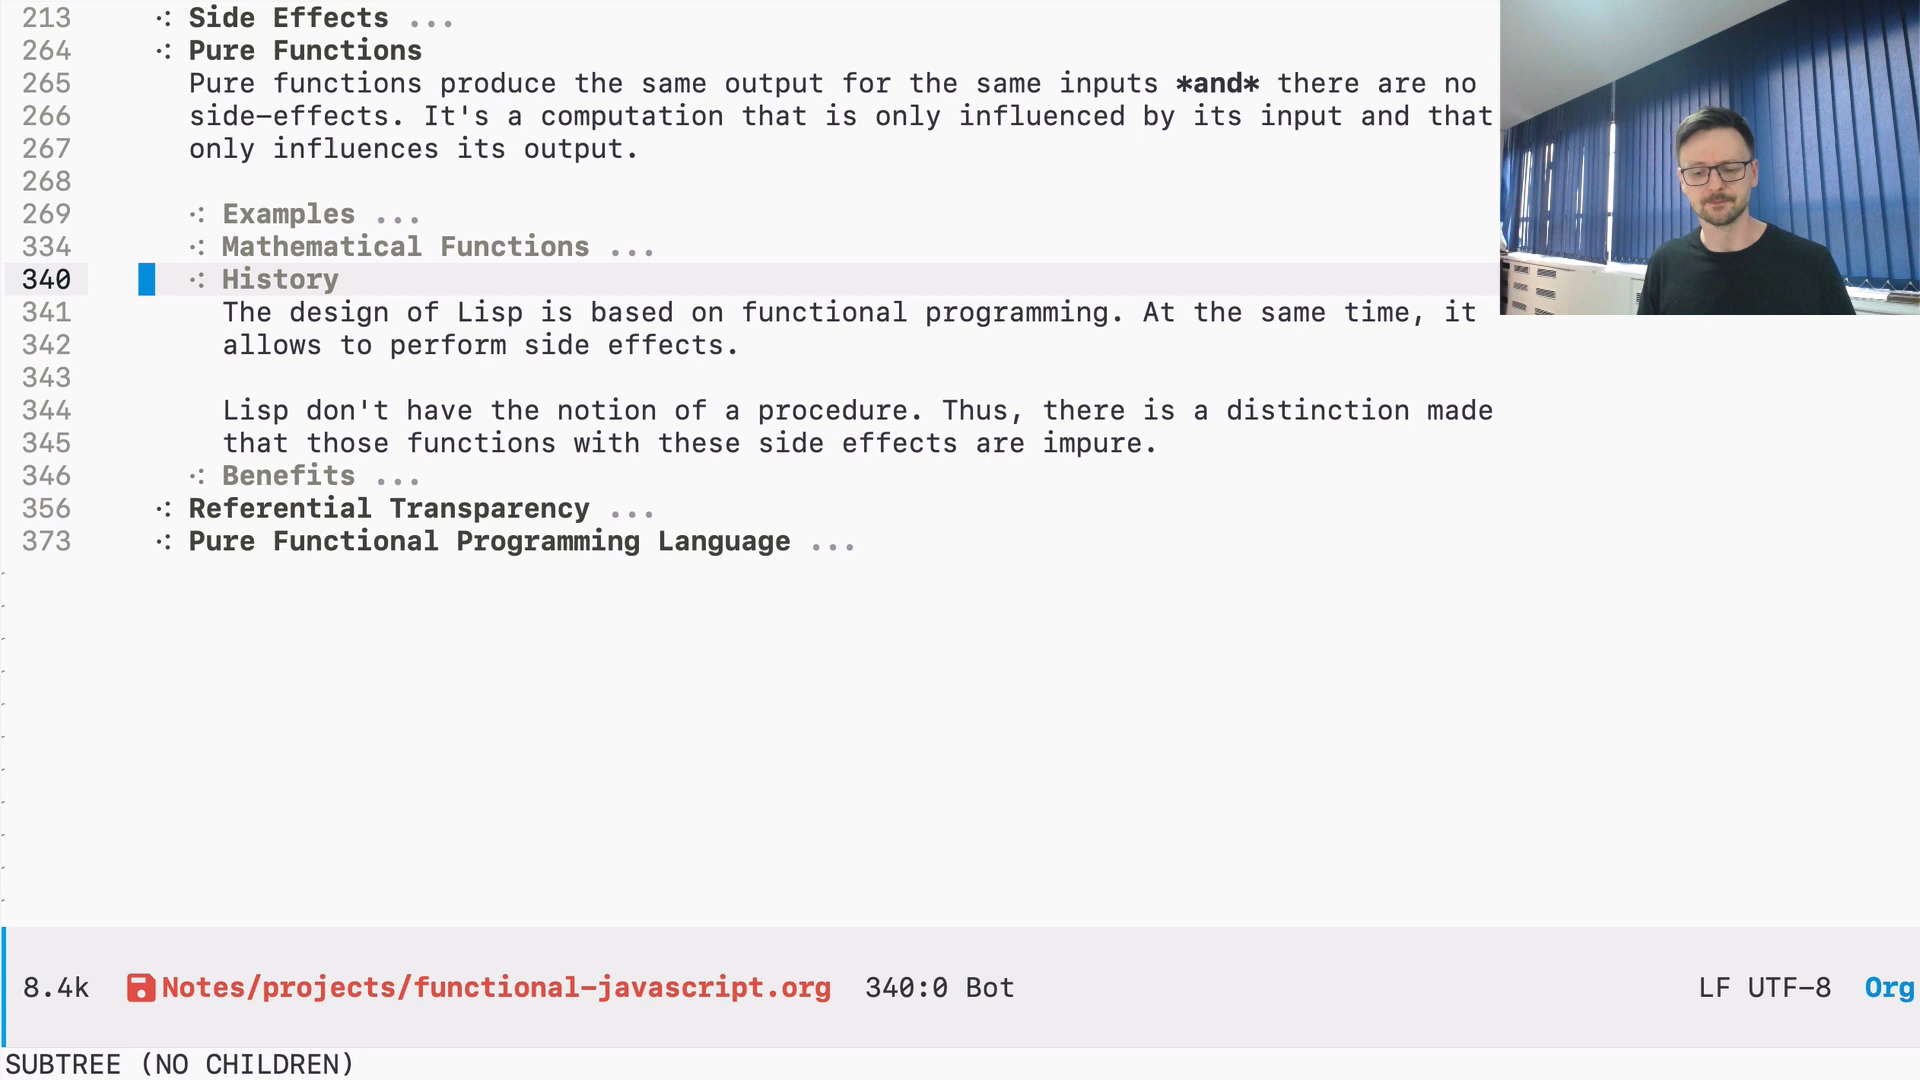 213 Side Effects ...
264 Pure Functions
265 Pure functions produce the same output for the same inputs *and* there are no
266 side-effects. It's a computation that is only influenced by its input and that
267 only influences its output.
268
269 Examples ...
334 Mathematical Functions ...
340 History
341 The design of Lisp is based on functional programming. At the same time, it
342 allows to perform side effects.
343
344 Lisp don't have the notion of a procedure. Thus, there is a distinction made
345 that those functions with these side effects are impure.
346 Benefits ...
356 Referential Transparency ...
373 Pure Functional Programming Language ...
8.4k Notes/projects/functional-javascript.org 340:0 Bot LF UTF-8 Org
SUBTREE (NO CHILDREN)